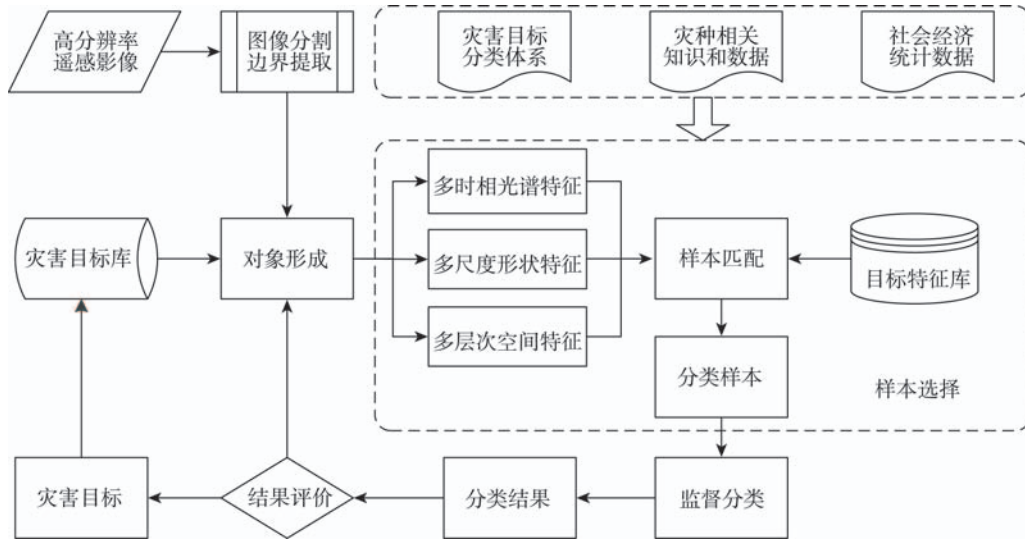 高分辨率
遥感影像
图像分割
边界提取
灾害目标
分类体系
灾种相关
知识和数据
社会经济
统计数据
多时相光谱特征
灾害目标库
对象形成
多尺度形状特征
样本匹配
目标特征库
多层次空间特征
分类样本
样本选择
灾害目标
结果评价
分类结果
监督分类